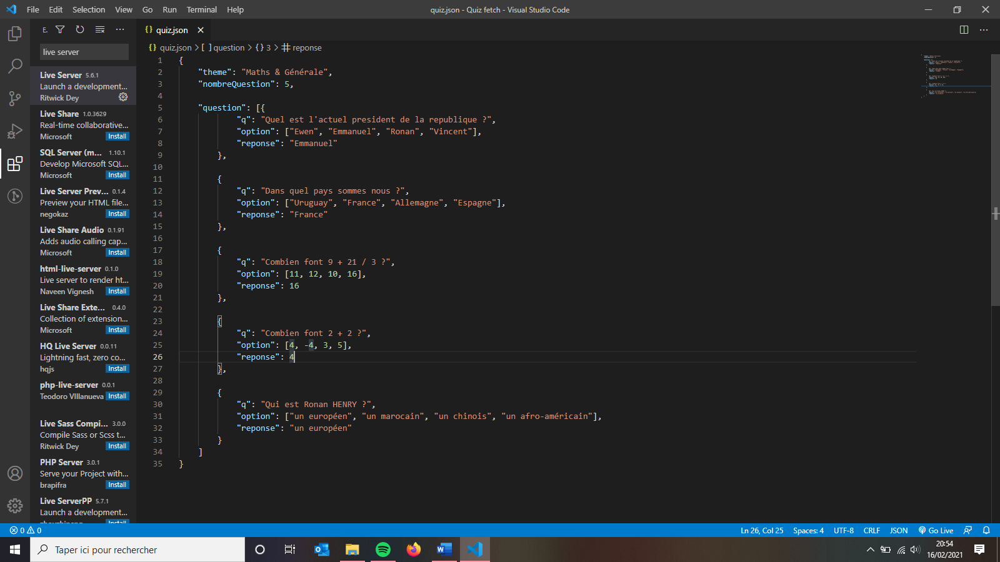 File Edit Selection View Go Run Terminal Help
quiz.json - Quiz fetch - Visual Studio Code
E.
live server
Live Server 5.6.1
Launch a development...
Ritwick Dey
Live Share 1.0.3629
Real-time collaborative...
Microsoft Install
SQL Server (m... 1.10.1
Develop Microsoft SQL...
Microsoft Install
Live Server Prev... 0.1.4
Preview your HTML file...
negokaz Install
Live Share Audio 0.1.91
Adds audio calling cap...
Microsoft Install
html-live-server 0.1.0
Live server to render ht...
Naveen Vignesh Install
Live Share Exte... 0.4.0
Collection of extension...
Microsoft Install
HQ Live Server 0.0.11
Lightning fast, zero co...
hqjs Install
php-live-server 0.0.1
Teodoro VIllanueva Install
Live Sass Compi... 3.0.0
Compile Sass or Scss t...
Ritwick Dey Install
PHP Server 3.0.1
Serve your Project with...
brapifra Install
Live ServerPP 5.7.1
Launch a development...
Install
{} quiz.json
{} quiz.json > [ ] question > {} 3 > # reponse
1 {
2 "theme": "Maths & Générale",
3 "nombreQuestion": 5,
4
5 "question": [{
6 "q": "Quel est l'actuel president de la republique ?",
7 "option": ["Ewen", "Emmanuel", "Ronan", "Vincent"],
8 "reponse": "Emmanuel"
9 },
10
11 {
12 "q": "Dans quel pays sommes nous ?",
13 "option": ["Uruguay", "France", "Allemagne", "Espagne"],
14 "reponse": "France"
15 },
16
17 {
18 "q": "Combien font 9 + 21 / 3 ?",
19 "option": [11, 12, 10, 16],
20 "reponse": 16
21 },
22
23 {
24 "q": "Combien font 2 + 2 ?",
25 "option": [4, -4, 3, 5],
26 "reponse": 4
27 },
28
29 {
30 "q": "Qui est Ronan HENRY ?",
31 "option": ["un européen", "un marocain", "un chinois", "un afro-américain"],
32 "reponse": "un européen"
33 }
34 ]
35 }
0 0
Ln 26, Col 25 Spaces: 4 UTF-8 CRLF JSON Go Live
Taper ici pour rechercher
20:54
16/02/2021